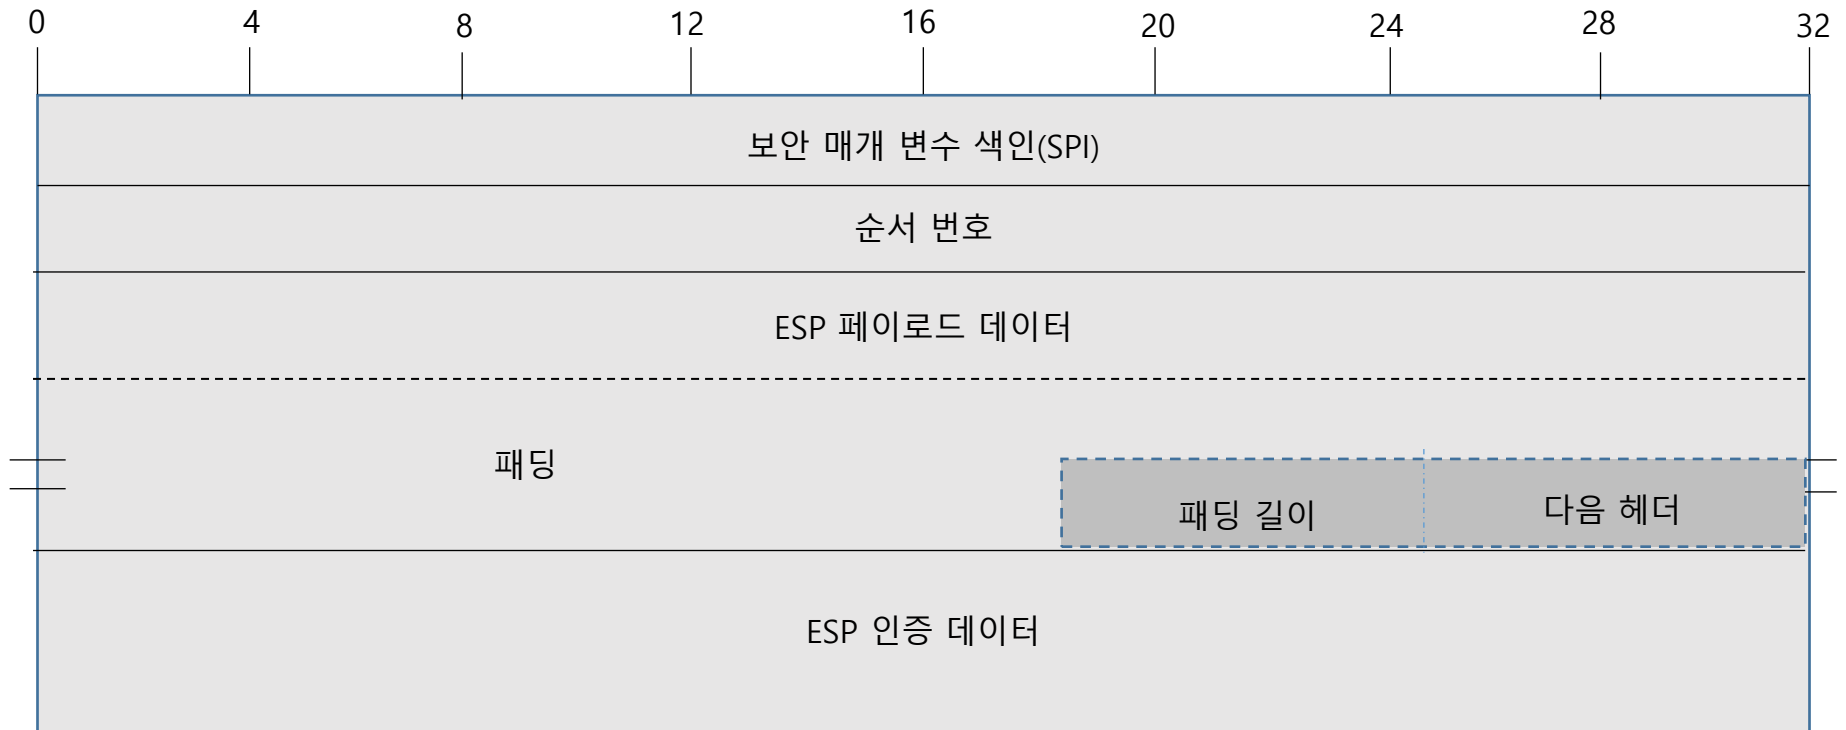 0 4 8 12 16 20 24 28 32
보안 매개 변수 색인(SPI)
순서 번호
ESP 페이로드 데이터
패딩
패딩 길이 다음 헤더
ESP 인증 데이터